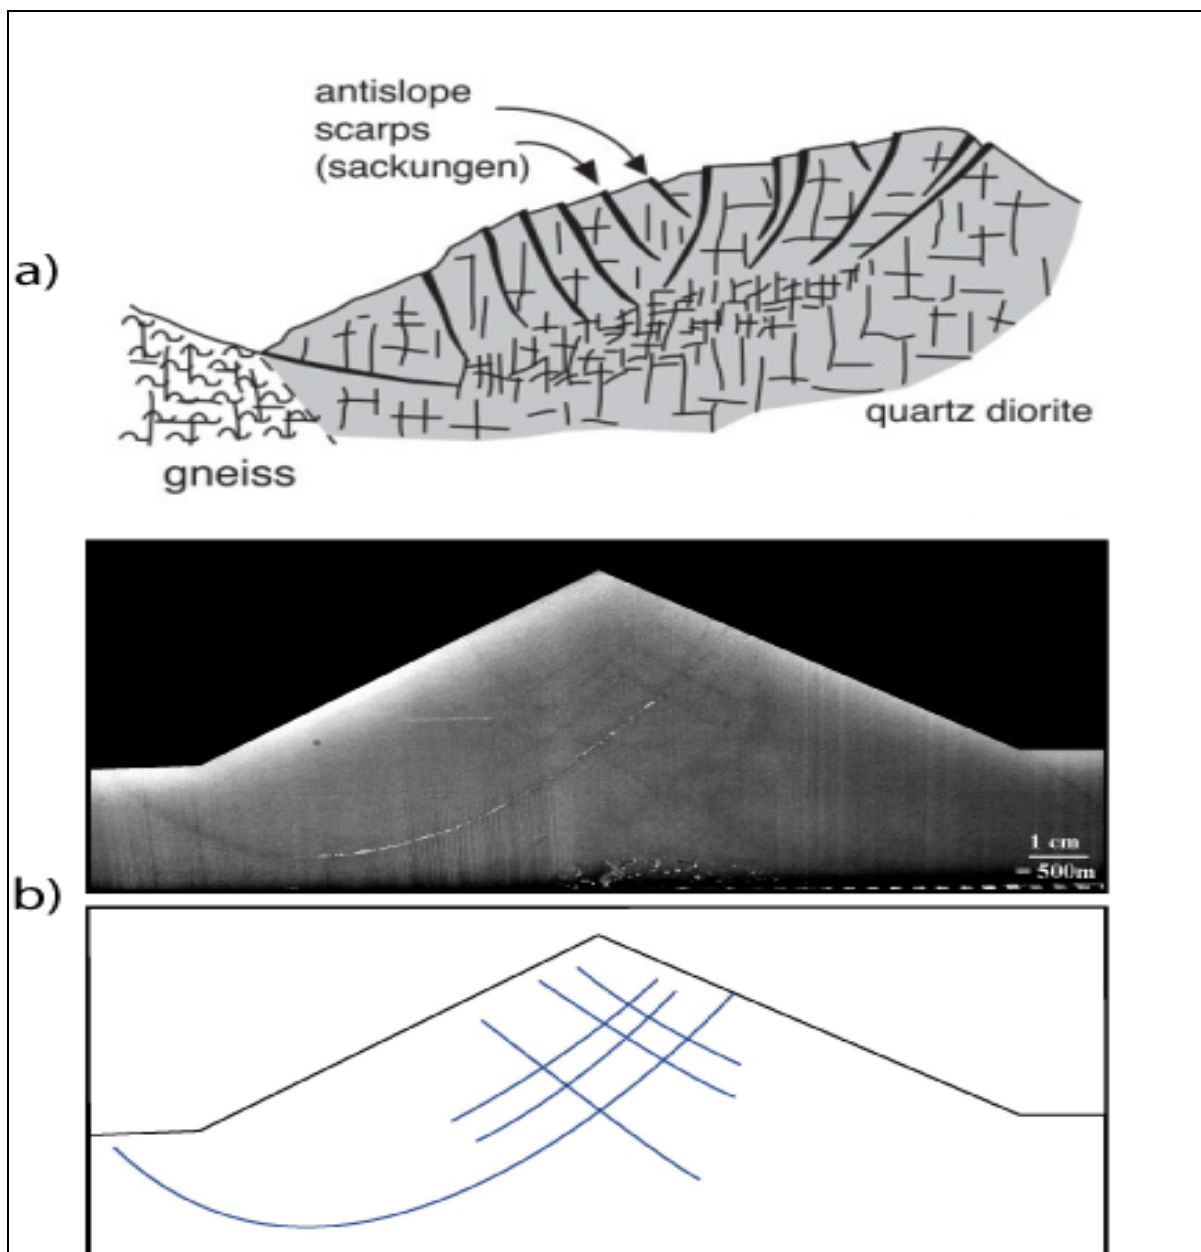 antislope
scarps
(sackungen)
a)
quartz diorite
gneiss
1 cm
= 500m
b)